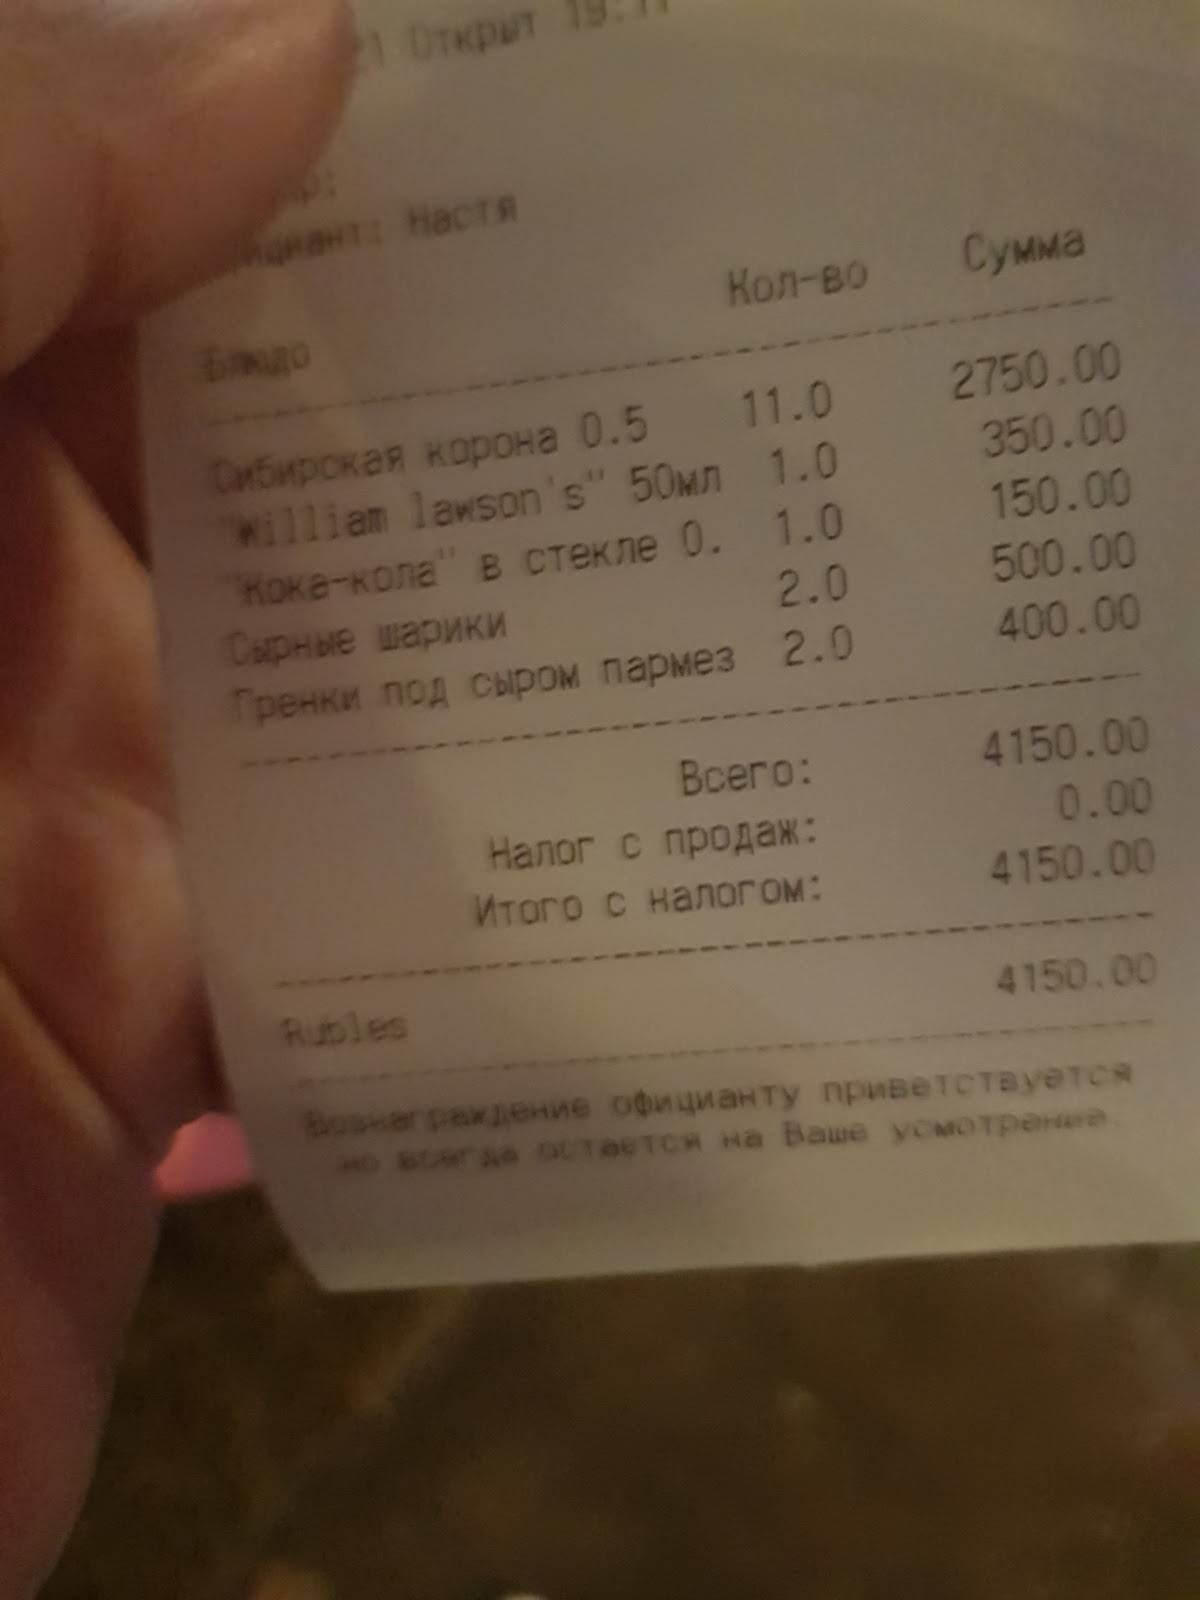 Открыт 19:11
Настя
Блюдо Кол-во Сумма
Сибирская корона 0.5 11.0 2750.00
"William lawson's" 50мл 1.0 350.00
"Кока-кола" в стекле 0. 1.0 150.00
Сырные шарики 2.0 500.00
Гренки под сыром пармез 2.0 400.00
Всего: 4150.00
Налог с продаж: 0.00
Итого с налогом: 4150.00
Rubles 4150.00
Вознаграждение официанту приветствуется
но всегда остается на Ваше усмотрение.